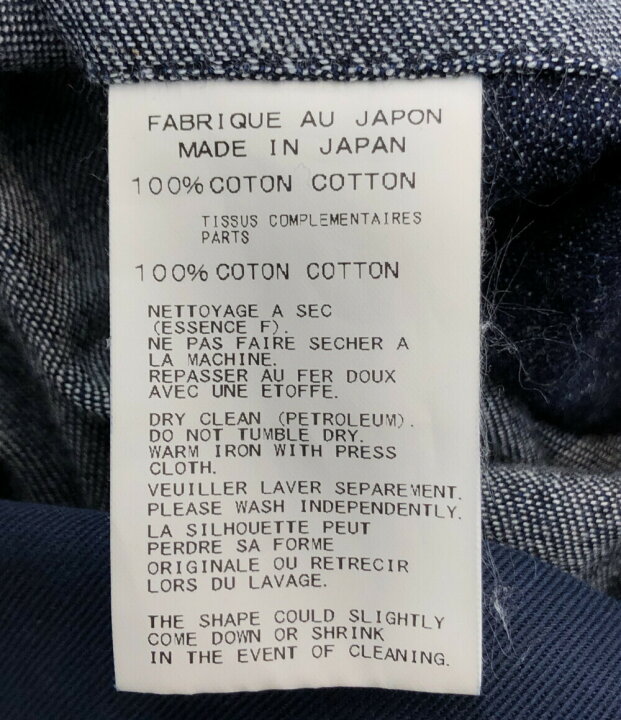 FABRIQUE AU JAPON
MADE IN JAPAN
100% COTON COTTON
TISSUS COMPLEMENTAIRES
PARTS
100% COTON COTTON
NETTOYAGE A SEC
(ESSENCE F).
NE PAS FAIRE SECHER A
LA MACHINE.
REPASSER AU FER DOUX
AVEC UNE ETOFFE.
DRY CLEAN (PETROLEUM).
DO NOT TUMBLE DRY.
WARM IRON WITH PRESS
CLOTH.
VEUILLER LAVER SEPAREMENT.
PLEASE WASH INDEPENDENTLY.
LA SILHOUETTE PEUT
PERDRE SA FORME
ORIGINALE OU RETRECIR
LORS DU LAVAGE.
THE SHAPE COULD SLIGHTLY
COME DOWN OR SHRINK
IN THE EVENT OF CLEANING.